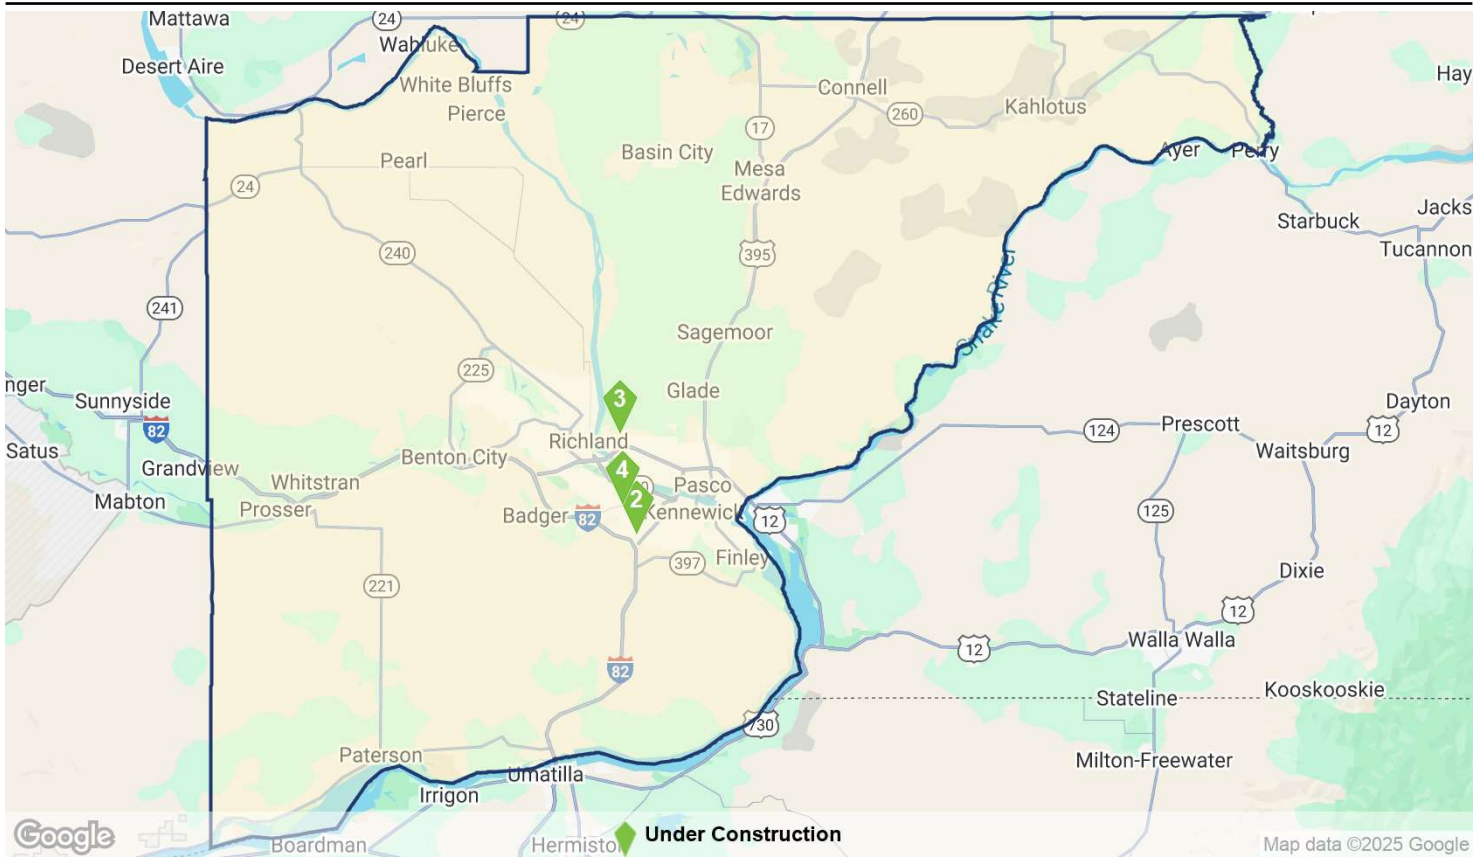 Mattawa
24
24
Wahluke
Desert Aire
White Bluffs
Pierce
Connell
Hay
260
Kahlotus
17
Basin City
Pearl
Mesa
Edwards
Ayer
Perry
24
Starbuck
Jacks
Tucannon
240
395
Snake River
241
Sagemoor
225
nger
Sunnyside
82
3
Glade
Dayton
Richland
124
Prescott
12
Satus
Grandview
Benton City
Waitsburg
4
Whitstran
Pasco
Mabton
Prosser
2
Badger
82
Kennewick
12
125
397
Finley
Dixie
221
12
Walla Walla
12
82
Stateline
Kooskooskie
730
Paterson
Milton-Freewater
Umatilla
Irrigon
Google
Boardman
Hermiston
Under Construction
Map data ©2025 Google